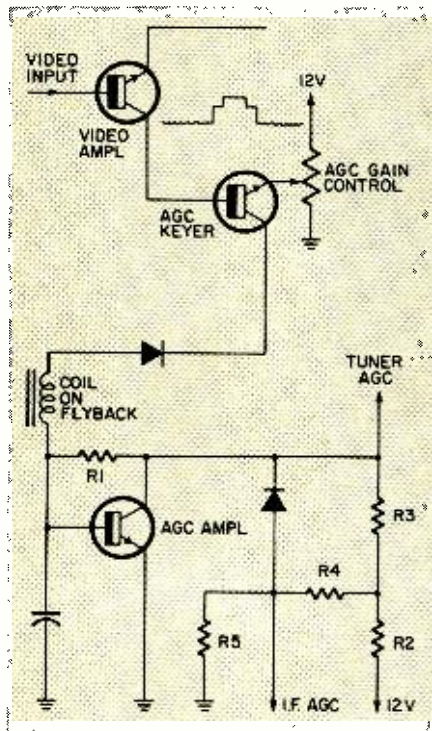 VIDEO
INPUT
VIDEO
AMPL
12V
AGC GAIN
CONTROL
AGC
KEYER
COIL
ON
FLYBACK
TUNER
AGC
R1
AGC AMPL
R3
R4
R5
R2
I.F. AGC
12V